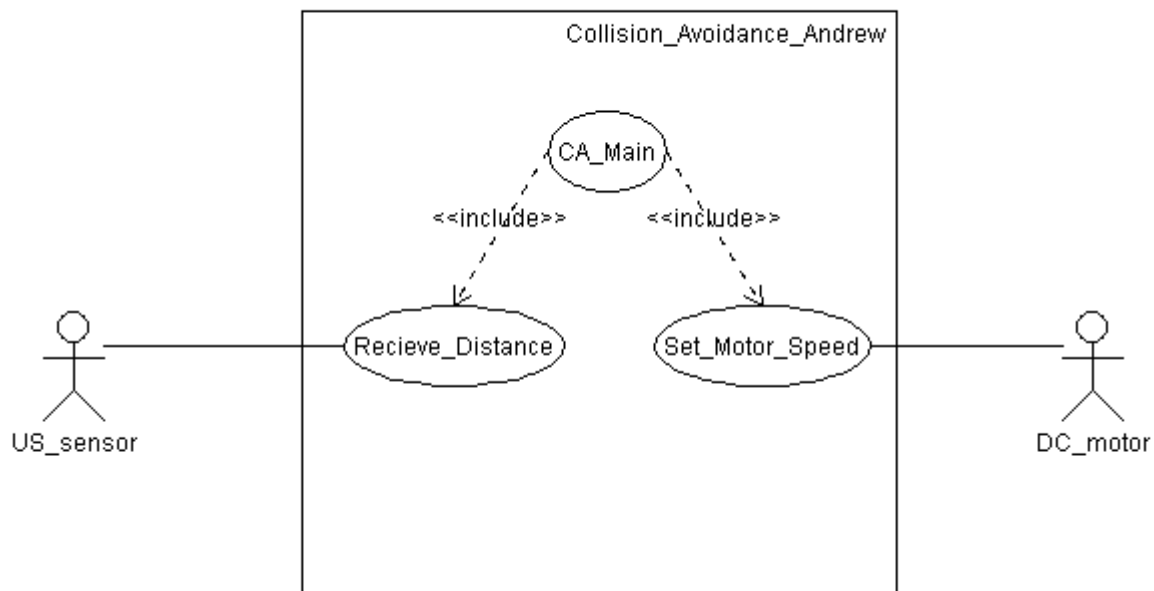 Collision_Avoidance_Andrew
CA_Main
<<include>>
<<include>>
Recieve_Distance
Set_Motor_Speed
US_sensor
DC_motor